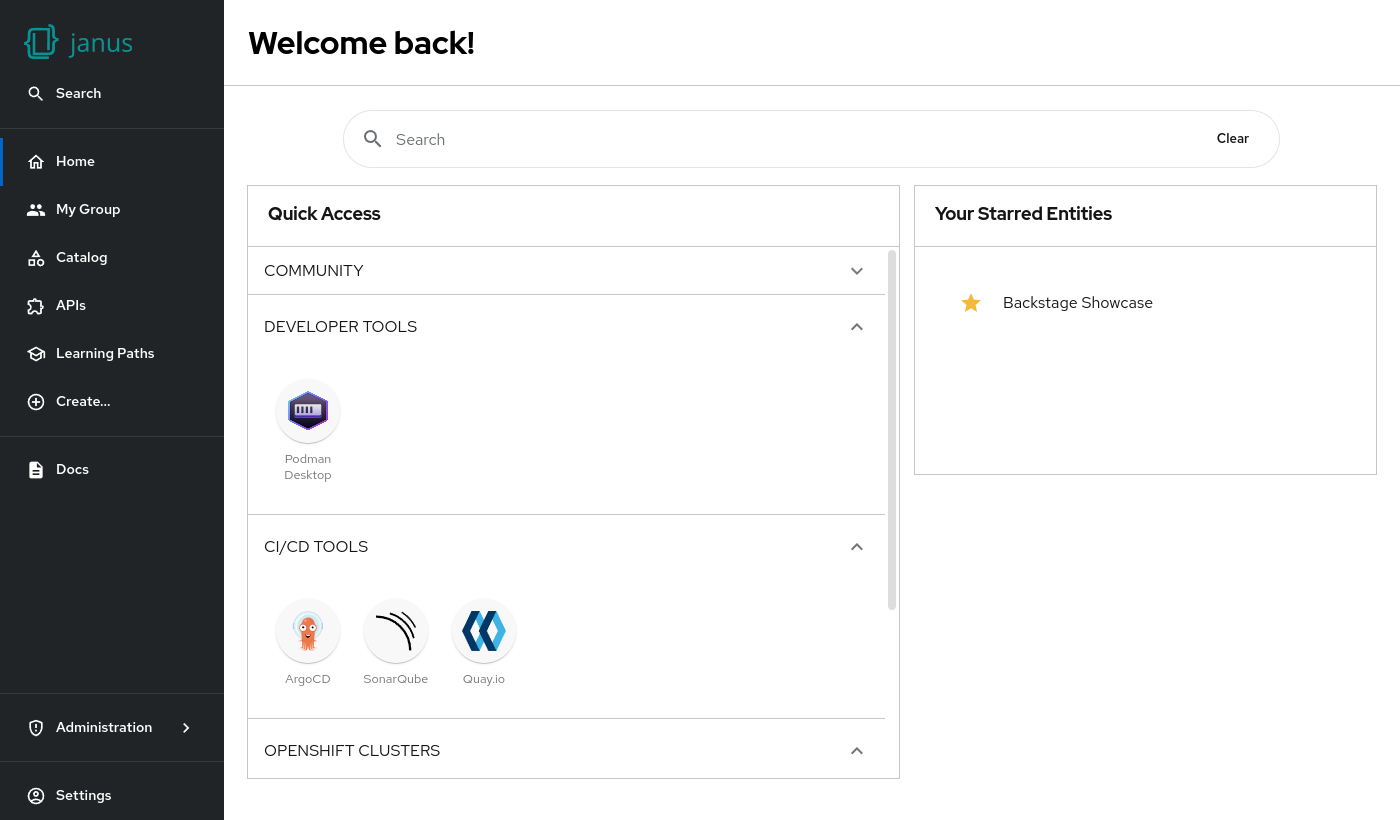 janus
Search
Home
My Group
Catalog
APIs
Learning Paths
Create...
Docs
Administration
Settings
Welcome back!
Search
Clear
Quick Access
COMMUNITY
DEVELOPER TOOLS
Podman
Desktop
CI/CD TOOLS
ArgoCD
SonarQube
Quay.io
OPENSHIFT CLUSTERS
Your Starred Entities
Backstage Showcase